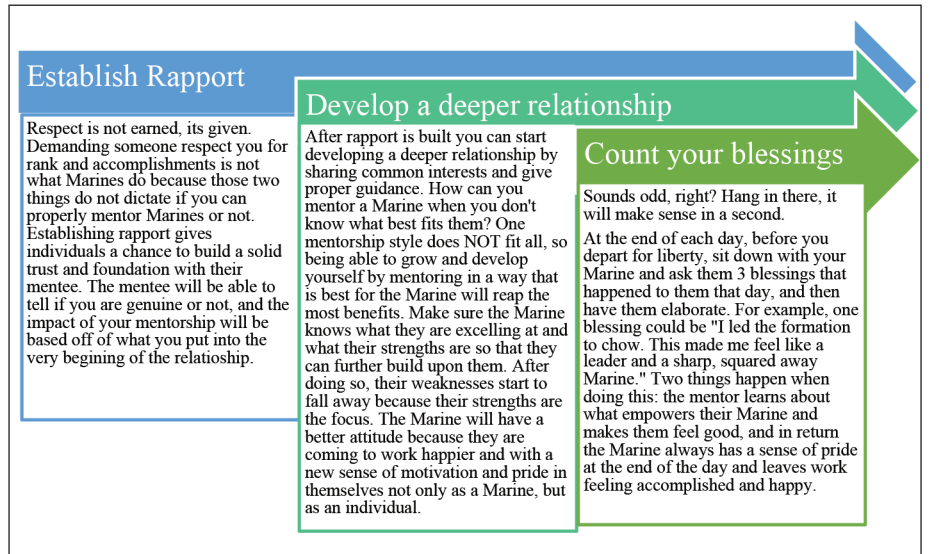 Establish Rapport
Respect is not earned, its given.
Demanding someone respect you for
rank and accomplishments is not
what Marines do because those two
things do not dictate if you can
properly mentor Marines or not.
Establishing rapport gives
individuals a chance to build a solid
trust and foundation with their
mentee. The mentee will be able to
tell if you are genuine or not, and the
impact of your mentorship will be
based off of what you put into the
very begining of the relatioship.
Develop a deeper relationship
After rapport is built you can start
developing a deeper relationship by
sharing common interests and give
proper guidance. How can you
mentor a Marine when you don't
know what best fits them? One
mentorship style does NOT fit all, so
being able to grow and develop
yourself by mentoring in a way that
is best for the Marine will reap the
most benefits. Make sure the Marine
knows what they are excelling at and
what their strengths are so that they
can further build upon them. After
doing so, their weaknesses start to
fall away because their strengths are
the focus. The Marine will have a
better attitude because they are
coming to work happier and with a
new sense of motivation and pride in
themselves not only as a Marine, but
as an individual.
Count your blessings
Sounds odd, right? Hang in there, it
will make sense in a second.
At the end of each day, before you
depart for liberty, sit down with your
Marine and ask them 3 blessings that
happened to them that day, and then
have them elaborate. For example, one
blessing could be "I led the formation
to chow. This made me feel like a
leader and a sharp, squared away
Marine." Two things happen when
doing this: the mentor learns about
what empowers their Marine and
makes them feel good, and in return
the Marine always has a sense of pride
at the end of the day and leaves work
feeling accomplished and happy.